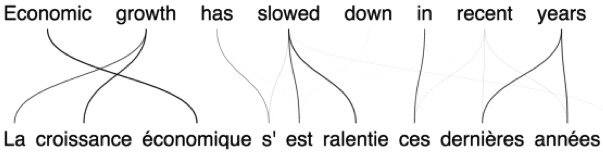 Economic growth has slowed down in recent years
La croissance économique s' est ralentie ces dernières années